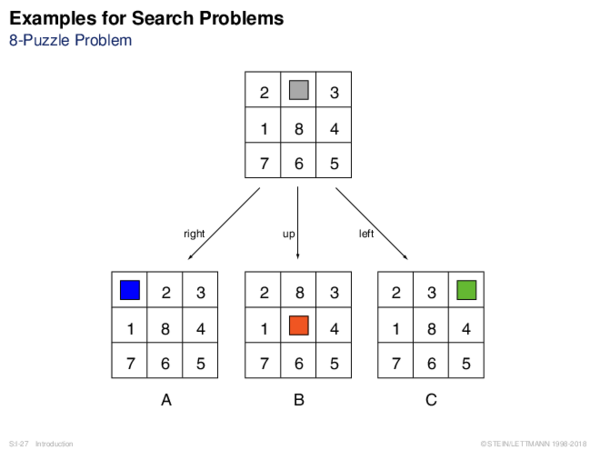 Examples for Search Problems
8-Puzzle Problem
2 3
1 8 4
7 6 5
right up left
2 3 2 8 3 2 3
1 8 4 1 4 1 8 4
7 6 5 7 6 5 7 6 5
A B C
S:I-27 Introduction ©STEIN/LETTMANN 1998-2018